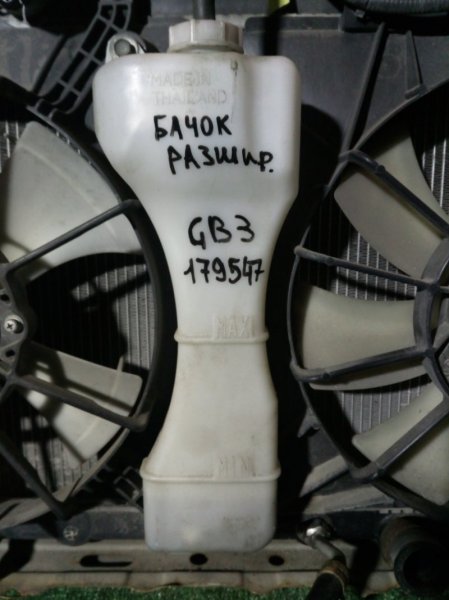 MADE IN
THAILAND
БАЧОК
РАЗШИР.
GB3
179547
MAX
MIN